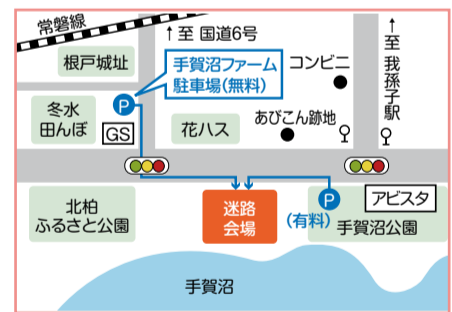 常磐線
↑至 国道6号
↑至 我孫子駅
根戸城址
手賀沼ファーム
駐車場(無料)
コンビニ
冬水
田んぼ
P
GS
花ハス
あびこん跡地
北柏
ふるさと公園
迷路
会場
P
(有料)
アビスタ
手賀沼公園
手賀沼